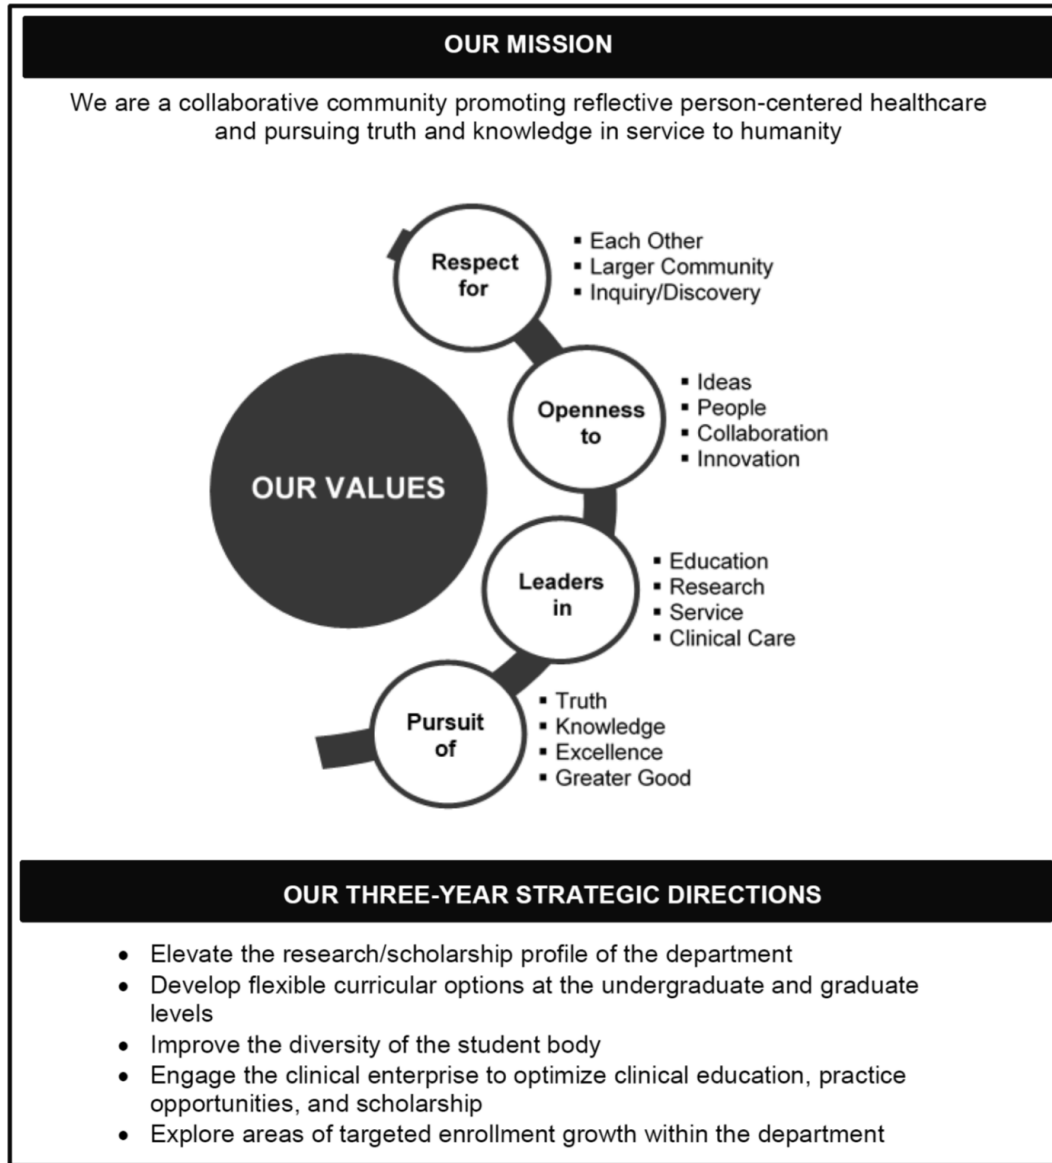 OUR MISSION
We are a collaborative community promoting reflective person-centered healthcare
and pursuing truth and knowledge in service to humanity
Respect
for
▪ Each Other
▪ Larger Community
▪ Inquiry/Discovery
Openness
to
▪ Ideas
▪ People
▪ Collaboration
▪ Innovation
OUR VALUES
Leaders
in
▪ Education
▪ Research
▪ Service
▪ Clinical Care
Pursuit
of
▪ Truth
▪ Knowledge
▪ Excellence
▪ Greater Good
OUR THREE-YEAR STRATEGIC DIRECTIONS
• Elevate the research/scholarship profile of the department
• Develop flexible curricular options at the undergraduate and graduate
levels
• Improve the diversity of the student body
• Engage the clinical enterprise to optimize clinical education, practice
opportunities, and scholarship
• Explore areas of targeted enrollment growth within the department